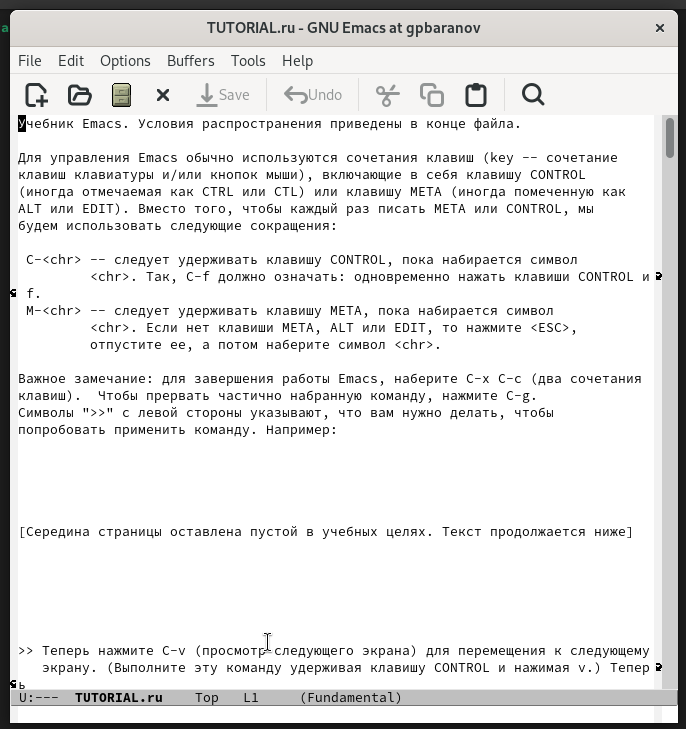 TUTORIAL.ru - GNU Emacs at gpbaranov
File Edit Options Buffers Tools Help
Save Undo
Учебник Emacs. Условия распространения приведены в конце файла.
Для управления Emacs обычно используются сочетания клавиш (key -- сочетание
клавиш клавиатуры и/или кнопок мыши), включающие в себя клавишу CONTROL
(иногда отмечаемая как CTRL или CTL) или клавишу META (иногда помеченную как
ALT или EDIT). Вместо того, чтобы каждый раз писать META или CONTROL, мы
будем использовать следующие сокращения:
C-<chr> -- следует удерживать клавишу CONTROL, пока набирается символ
<chr>. Так, C-f должно означать: одновременно нажать клавиши CONTROL и
f.
M-<chr> -- следует удерживать клавишу META, пока набирается символ
<chr>. Если нет клавиши META, ALT или EDIT, то нажмите <ESC>,
отпустите ее, а потом наберите символ <chr>.
Важное замечание: для завершения работы Emacs, наберите C-x C-c (два сочетания
клавиш).  Чтобы прервать частично набранную команду, нажмите C-g.
Символы ">>" с левой стороны указывают, что вам нужно делать, чтобы
попробовать применить команду. Например:
[Середина страницы оставлена пустой в учебных целях. Текст продолжается ниже]
>> Теперь нажмите C-v (просмотр следующего экрана) для перемещения к следующему
экрану. (Выполните эту команду удерживая клавишу CONTROL и нажимая v.) Тепер
ь
U:--- TUTORIAL.ru Top L1 (Fundamental)